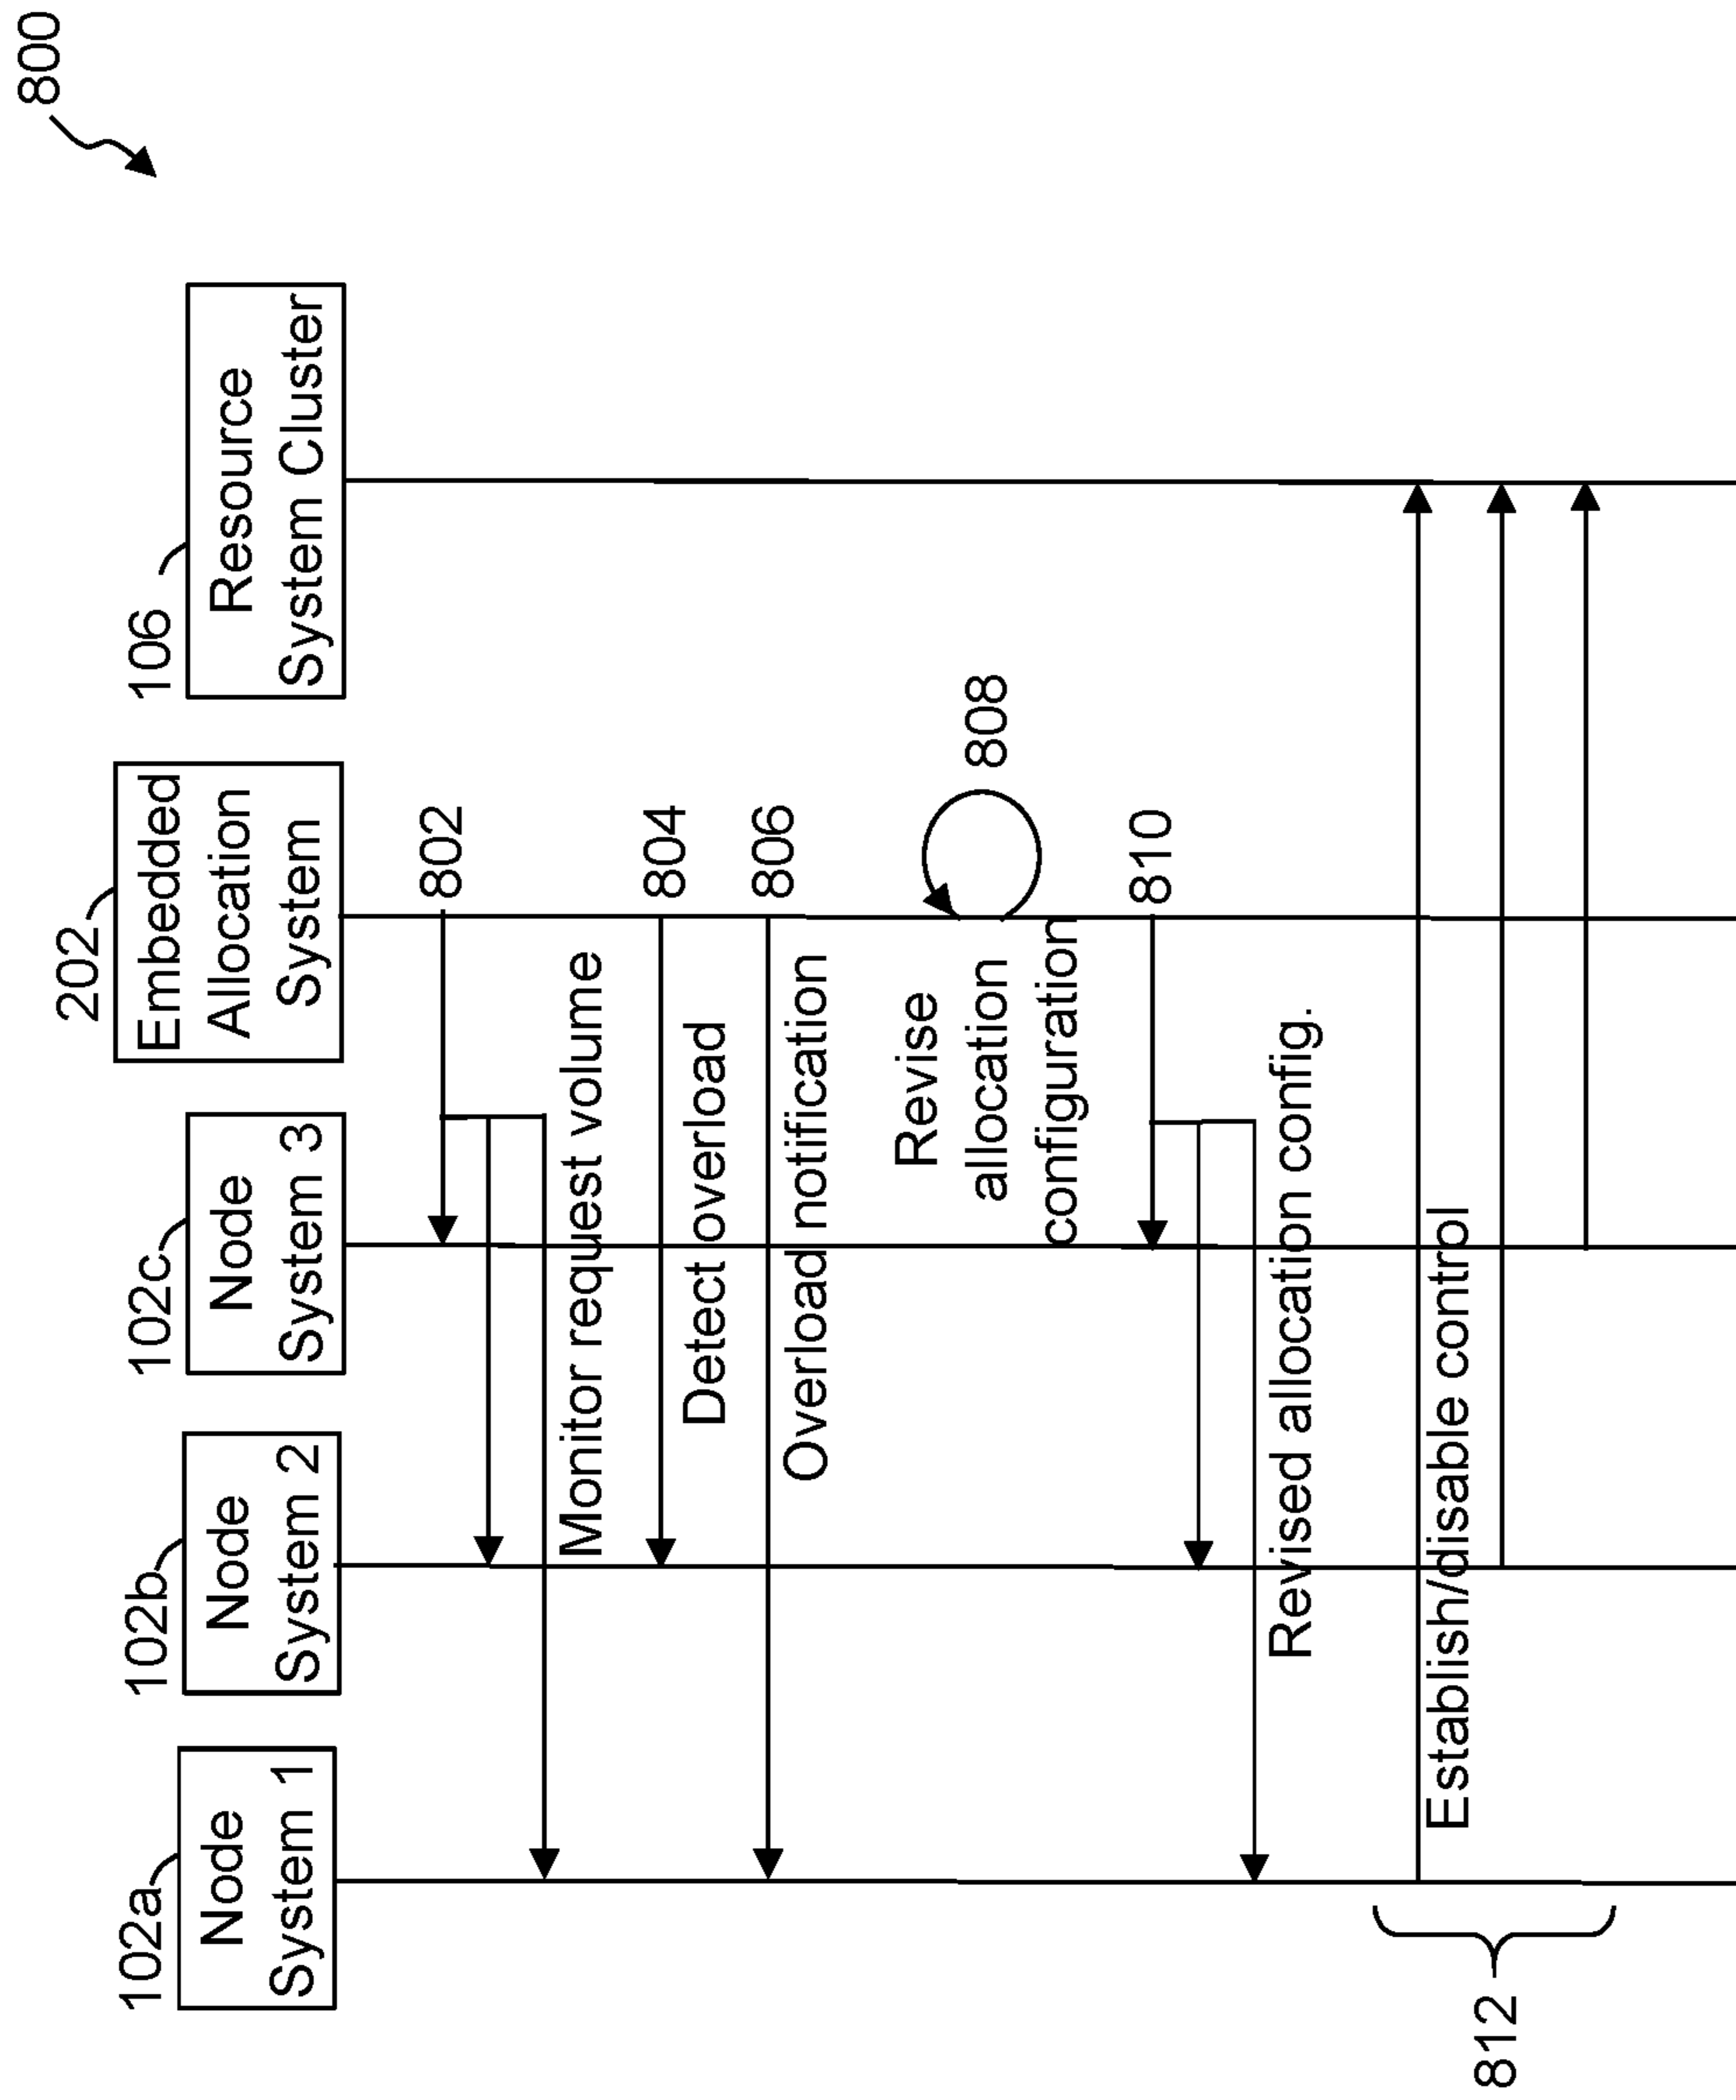 800
102a
102b
102c
202
106
Node
System 1
Node
System 2
Node
System 3
Embedded
Allocation
System
Resource
System Cluster
802
Monitor request volume
804
Detect overload
806
Overload notification
808
Revise
allocation
configuration
810
Revised allocation config.
Establish/disable control
812